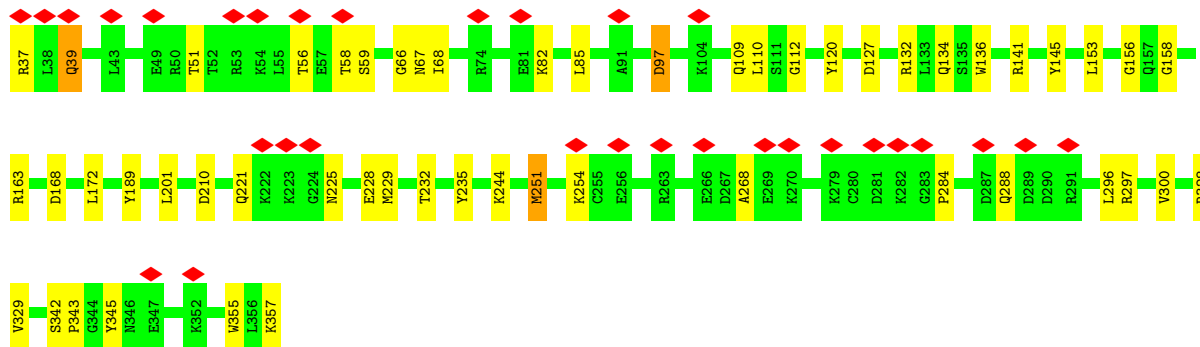 R37 L38 Q39 L43 E49 R50 T51 T52 R53 K54 L55 T56 E57 T58 S59 G66 N67 I68 R74 E81 K82 L85 A91 D97 K104 Q109 L110 S111 G112 Y120 D127 R132 L133 Q134 S135 W136 R141 Y145 L153 G156 Q157 G158
R163 D168 L172 Y189 L201 D210 Q221 K222 K223 G224 N225 E228 M229 T232 Y235 K244 M251 K254 C255 E256 R263 E266 D267 A268 E269 K270 K279 C280 D281 K282 G283 P284 D287 Q288 D289 D290 R291 L296 R297 V300
V329 S342 P343 G344 Y345 N346 E347 K352 W355 L356 K357